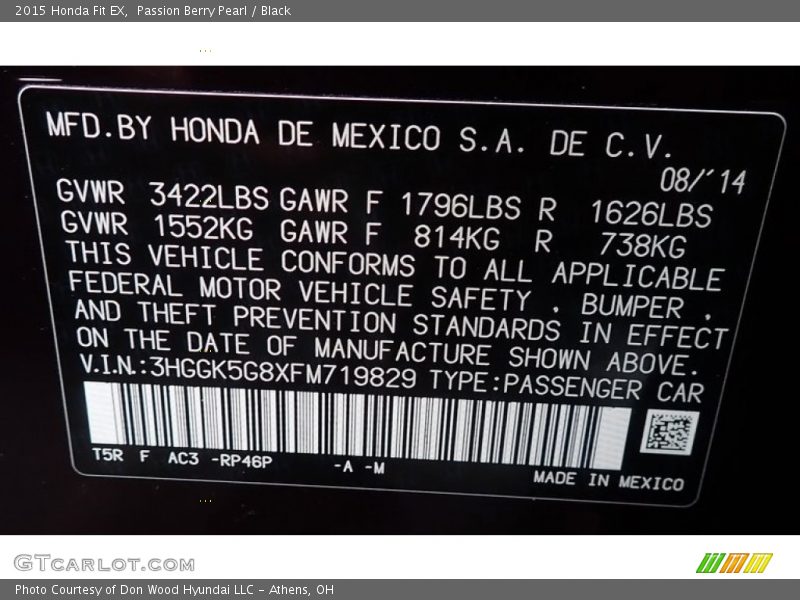 2015 Honda Fit EX,  Passion Berry Pearl / Black
MFD.BY HONDA DE MEXICO S.A. DE C.V.
08/'14
GVWR 3422LBS GAWR F 1796LBS R 1626LBS
GVWR 1552KG GAWR F 814KG R 738KG
THIS VEHICLE CONFORMS TO ALL APPLICABLE
FEDERAL MOTOR VEHICLE SAFETY , BUMPER ,
AND THEFT PREVENTION STANDARDS IN EFFECT
ON THE DATE OF MANUFACTURE SHOWN ABOVE.
V.I.N.:3HGGK5G8XFM719829 TYPE:PASSENGER CAR
T5R F AC3 -RP46P -A -M
MADE IN MEXICO
GTCARLOT.COM
Photo Courtesy of Don Wood Hyundai LLC - Athens, OH